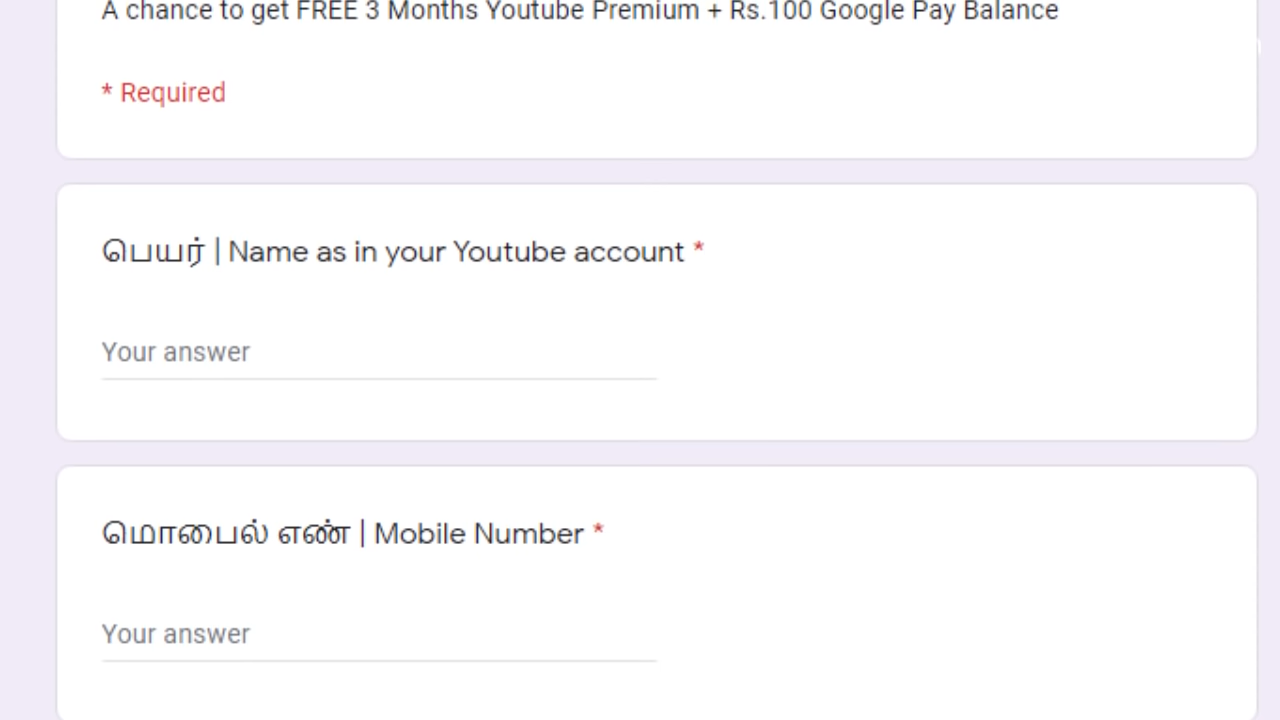 A chance to get FREE 3 Months Youtube Premium + Rs.100 Google Pay Balance
* Required
பெயர் | Name as in your Youtube account *
Your answer
மொபைல் எண் | Mobile Number *
Your answer